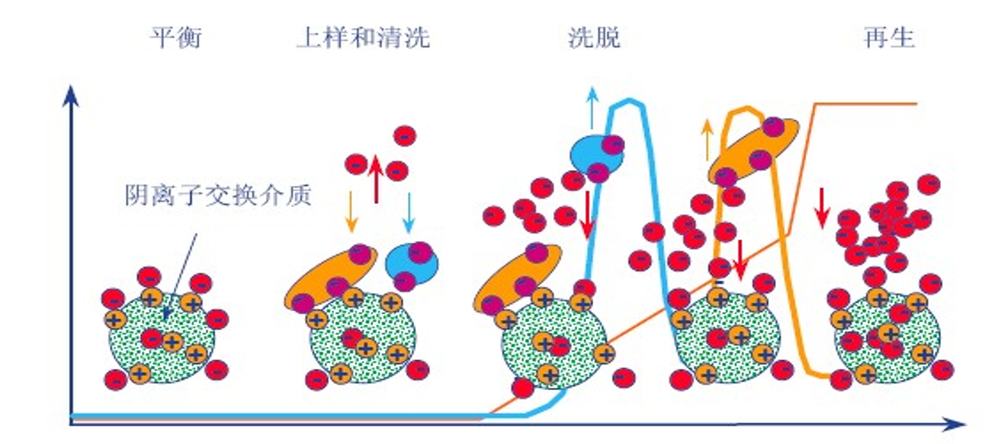 平衡
上样和清洗
洗脱
再生
阴离子交换介质